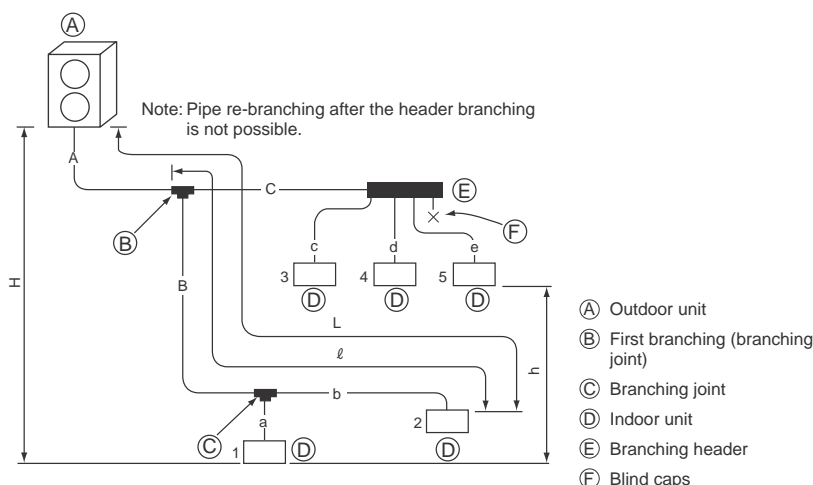 Ⓐ
Note: Pipe re-branching after the header branching
is not possible.
A
C
Ⓔ
Ⓕ
Ⓑ
c
d
e
3
4
5
Ⓓ
Ⓓ
Ⓓ
H
B
L
ℓ
h
b
a
2
Ⓒ
1
Ⓓ
Ⓓ
Ⓐ Outdoor unit
Ⓑ First branching (branching
joint)
Ⓒ Branching joint
Ⓓ Indoor unit
Ⓔ Branching header
Ⓕ Blind caps